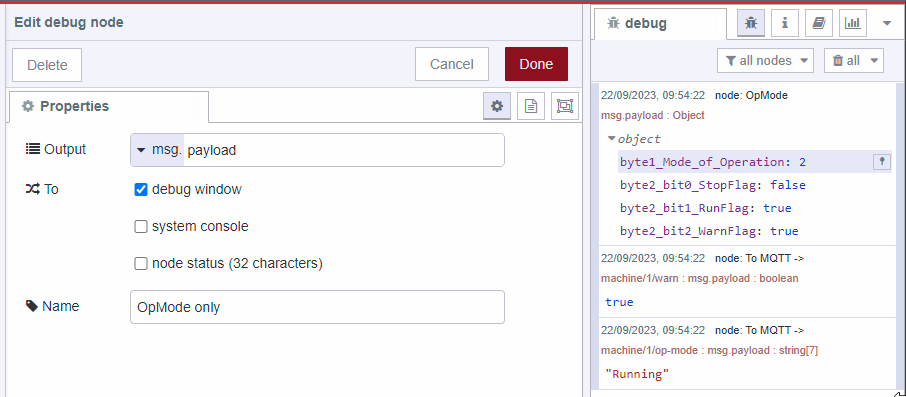 Edit debug node
Delete
Cancel
Done
Properties
Output
msg. payload
To
debug window
system console
node status (32 characters)
Name
OpMode only
debug
all nodes
all
22/09/2023, 09:54:22 node: OpMode
msg.payload : Object
object
byte1_Mode_of_Operation: 2
byte2_bit0_StopFlag: false
byte2_bit1_RunFlag: true
byte2_bit2_WarnFlag: true
22/09/2023, 09:54:22 node: To MQTT ->
machine/1/warn : msg.payload : boolean
true
22/09/2023, 09:54:22 node: To MQTT ->
machine/1/op-mode : msg.payload : string[7]
"Running"